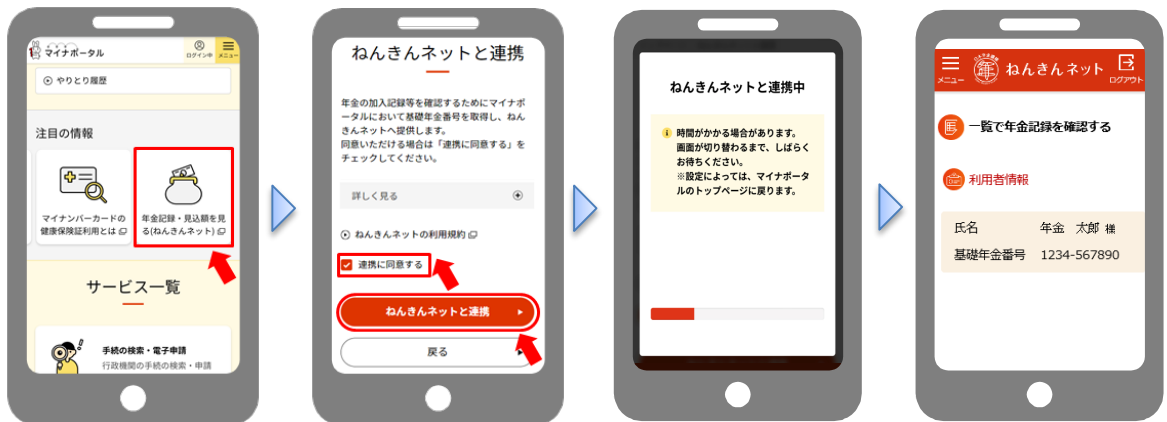 マイナポータル
ログイン中
メニュー
やりとり履歴
注目の情報
マイナンバーカードの
健康保険証利用とは
年金記録・見込額を見
る(ねんきんネット)
サービス一覧
手続の検索・電子申請
行政機関の手続の検索・申請
ねんきんネットと連携
年金の加入記録等を確認するためにマイナポ
ータルにおいて基礎年金番号を取得し、ねん
きんネットへ提供します。
同意いただける場合は「連携に同意する」を
チェックしてください。
詳しく見る
ねんきんネットの利用規約
連携に同意する
ねんきんネットと連携
戻る
ねんきんネットと連携中
時間がかかる場合があります。
画面が切り替わるまで、しばらく
お待ちください。
※設定によっては、マイナポータ
ルのトップページに戻ります。
メニュー
年
ねんきんネット
ログアウト
一覧で年金記録を確認する
利用者情報
氏名 年金 太郎 様
基礎年金番号 1234-567890